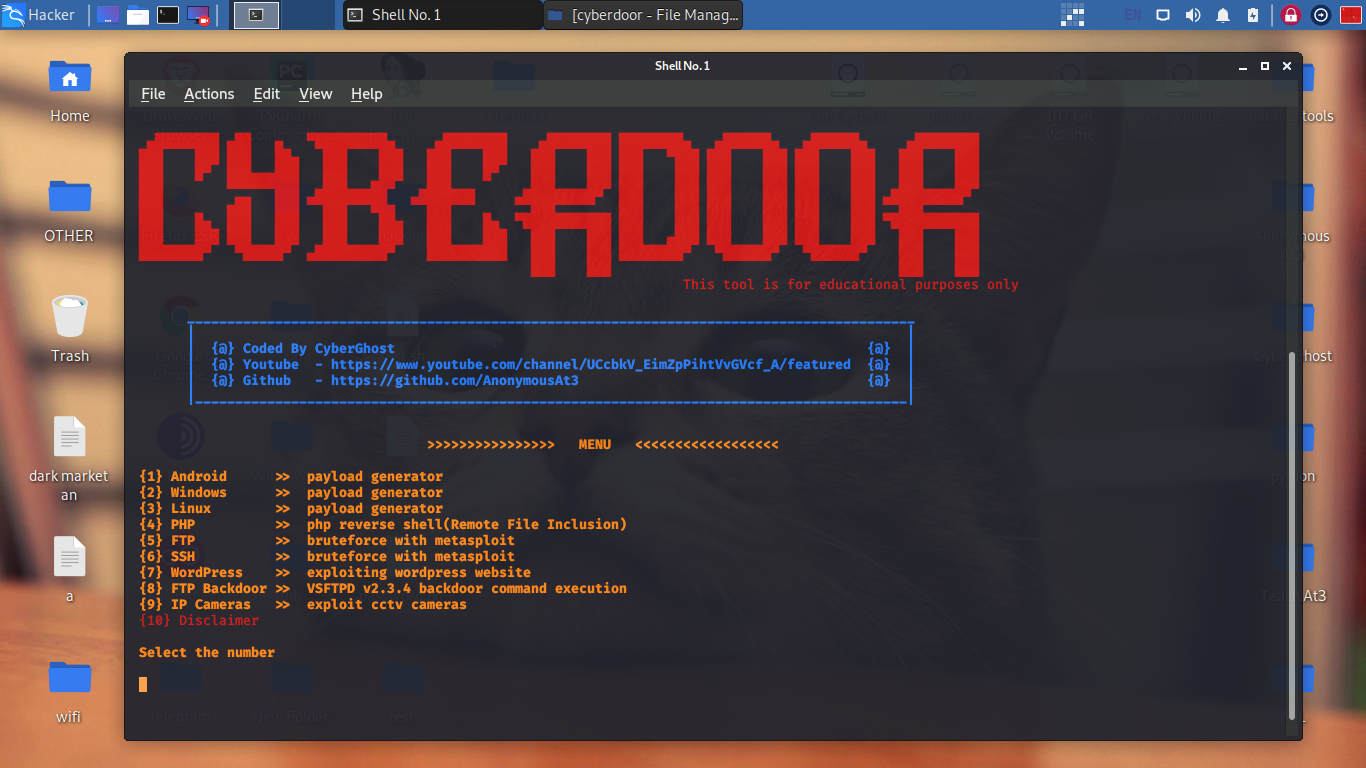 Hacker
Shell No. 1
[cyberdoor - File Manag...
EN
Shell No. 1
File Actions Edit View Help
Home
OTHER
Trash
dark market
an
a
wifi
CYBERDOOR
This tool is for educational purposes only
{@} Coded By CyberGhost {@}
{@} Youtube - https://www.youtube.com/channel/UCcbkV_EimZpPihtVvGVcf_A/featured {@}
{@} Github - https://github.com/AnonymousAt3 {@}
>>>>>>>>>>>>>>>> MENU <<<<<<<<<<<<<<<<<<
{1} Android >> payload generator
{2} Windows >> payload generator
{3} Linux >> payload generator
{4} PHP >> php reverse shell(Remote File Inclusion)
{5} FTP >> bruteforce with metasploit
{6} SSH >> bruteforce with metasploit
{7} WordPress >> exploiting wordpress website
{8} FTP Backdoor >> VSFTPD v2.3.4 backdoor command execution
{9} IP Cameras >> exploit cctv cameras
{10} Disclaimer
Select the number
Telegram
New Folder
test
tools